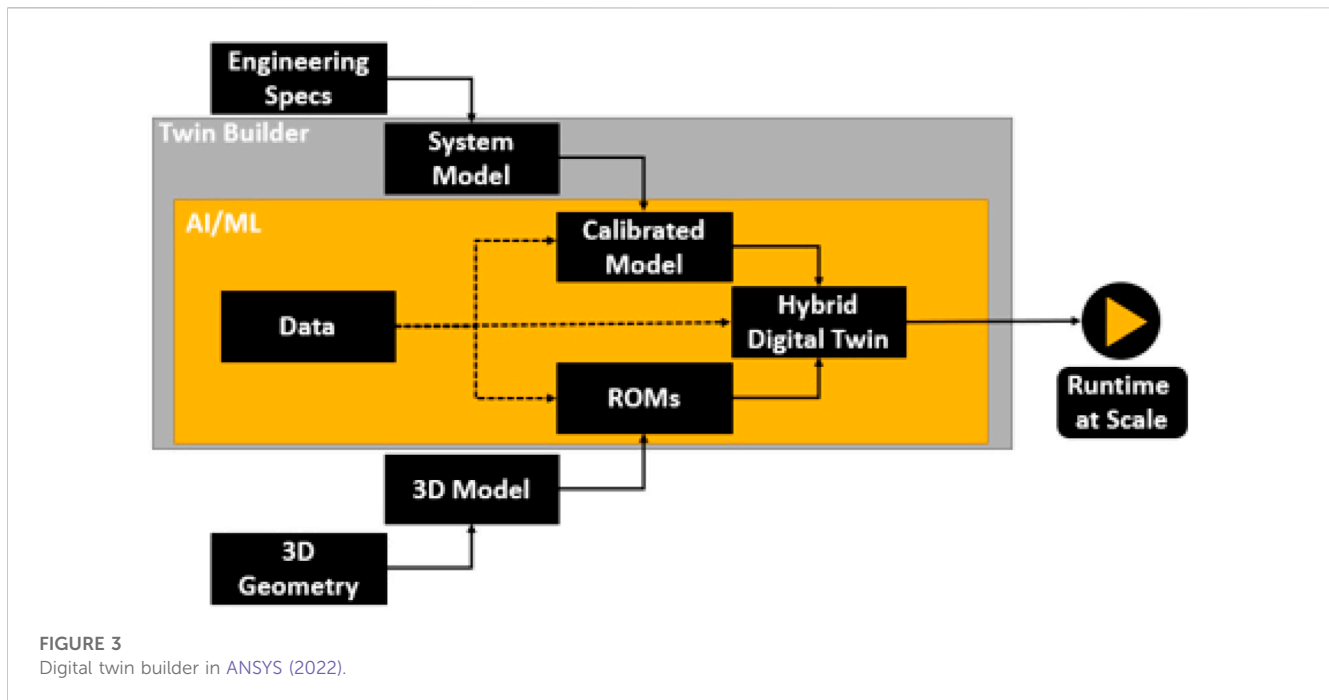 Engineering
Specs
Twin Builder
System
Model
AI/ML
Calibrated
Model
Data
Hybrid
Digital Twin
ROMs
Runtime
at Scale
3D Model
3D
Geometry
FIGURE 3
Digital twin builder in ANSYS (2022).